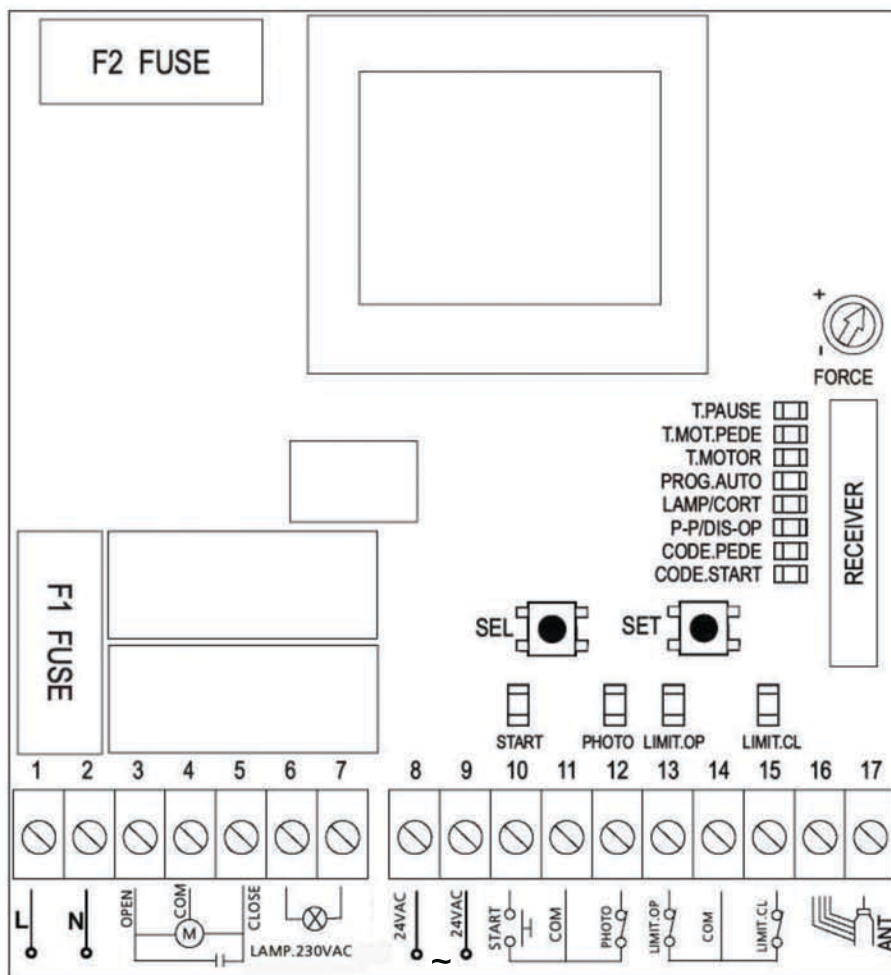 F2 FUSE
+
-
FORCE
T.PAUSE
T.MOT.PEDE
T.MOTOR
PROG.AUTO
LAMP/CORT
P-P/DIS-OP
CODE.PEDE
CODE.START
RECEIVER
F1 FUSE
SEL
SET
START PHOTO LIMIT.OP LIMIT.CL
1 2 3 4 5 6 7 8 9 10 11 12 13 14 15 16 17
L N OPEN COM CLOSE 24VAC 24VAC START COM PHOTO LIMIT.OP COM LIMIT.CL ANT
M
LAMP.230VAC
~